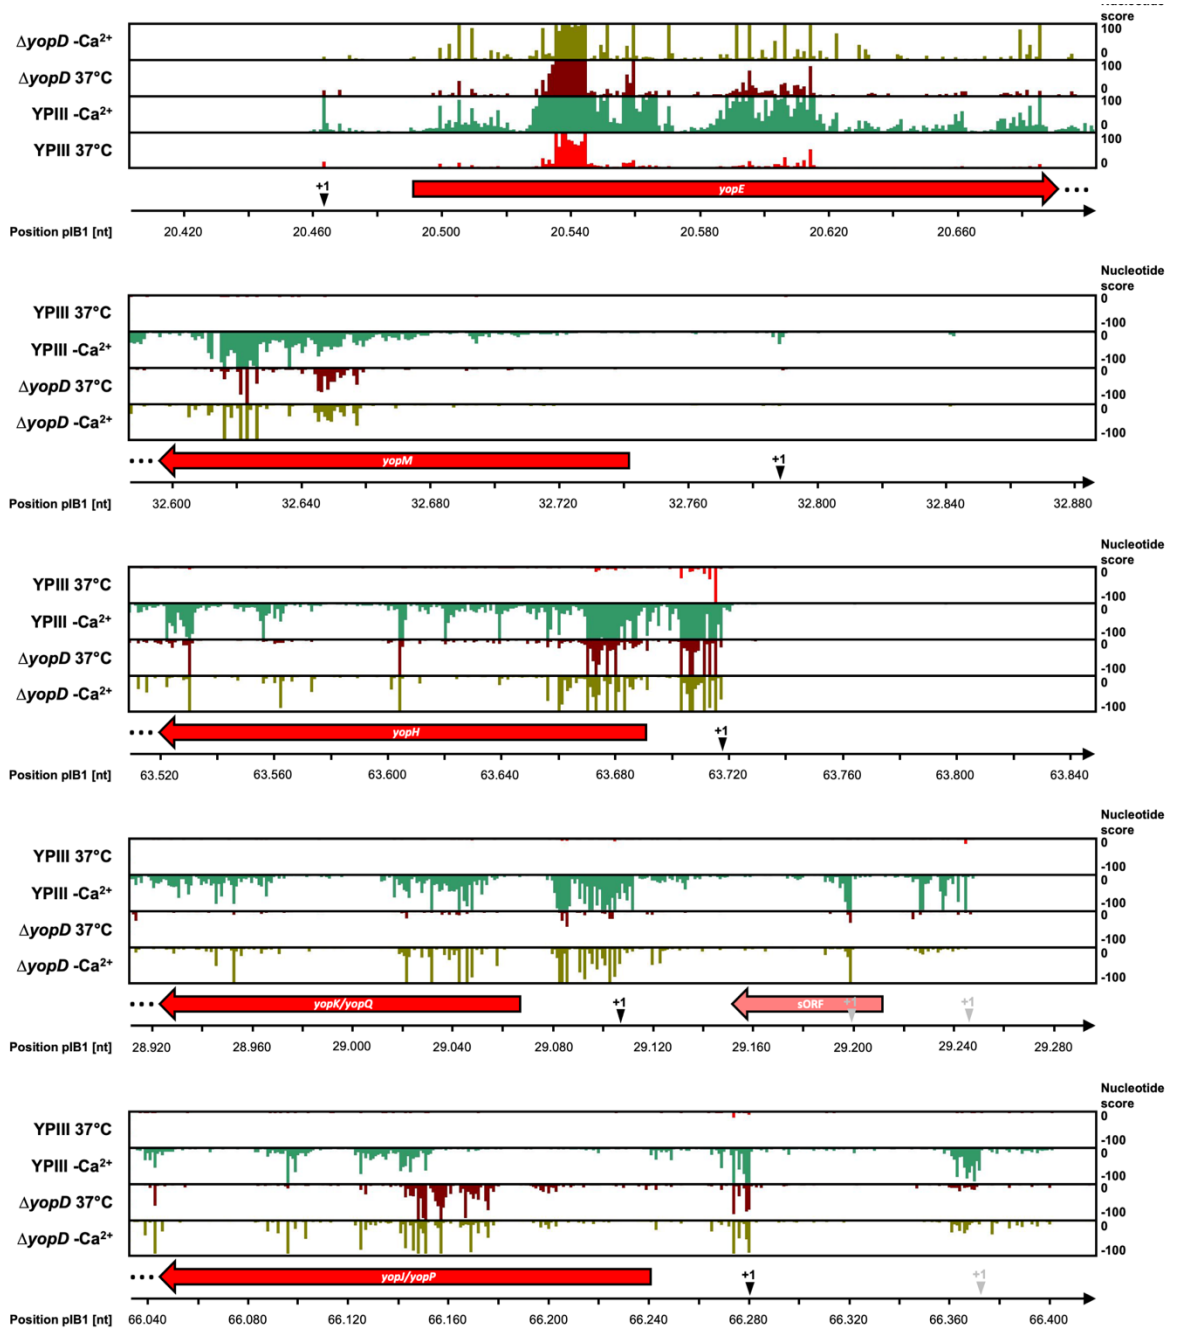 Nucleotide
score
ΔyopD -Ca²⁺ 100 0
ΔyopD 37°C 100 0
YPIII -Ca²⁺ 100 0
YPIII 37°C 100 0
+1 yopE
Position pIB1 [nt] 20.420 20.460 20.500 20.540 20.580 20.620 20.660
Nucleotide
score
YPIII 37°C 0 -100
YPIII -Ca²⁺ 0 -100
ΔyopD 37°C 0 -100
ΔyopD -Ca²⁺ 0 -100
yopM +1
Position pIB1 [nt] 32.600 32.640 32.680 32.720 32.760 32.800 32.840 32.880
Nucleotide
score
YPIII 37°C 0 -100
YPIII -Ca²⁺ 0 -100
ΔyopD 37°C 0 -100
ΔyopD -Ca²⁺ 0 -100
yopH +1
Position pIB1 [nt] 63.520 63.560 63.600 63.640 63.680 63.720 63.760 63.800 63.840
Nucleotide
score
YPIII 37°C 0 -100
YPIII -Ca²⁺ 0 -100
ΔyopD 37°C 0 -100
ΔyopD -Ca²⁺ 0 -100
yopK/yopQ +1 sORF +1 +1
Position pIB1 [nt] 28.920 28.960 29.000 29.040 29.080 29.120 29.160 29.200 29.240 29.280
Nucleotide
score
YPIII 37°C 0 -100
YPIII -Ca²⁺ 0 -100
ΔyopD 37°C 0 -100
ΔyopD -Ca²⁺ 0 -100
yopJ/yopP +1 +1
Position pIB1 [nt] 66.040 66.080 66.120 66.160 66.200 66.280 66.320 66.360 66.400